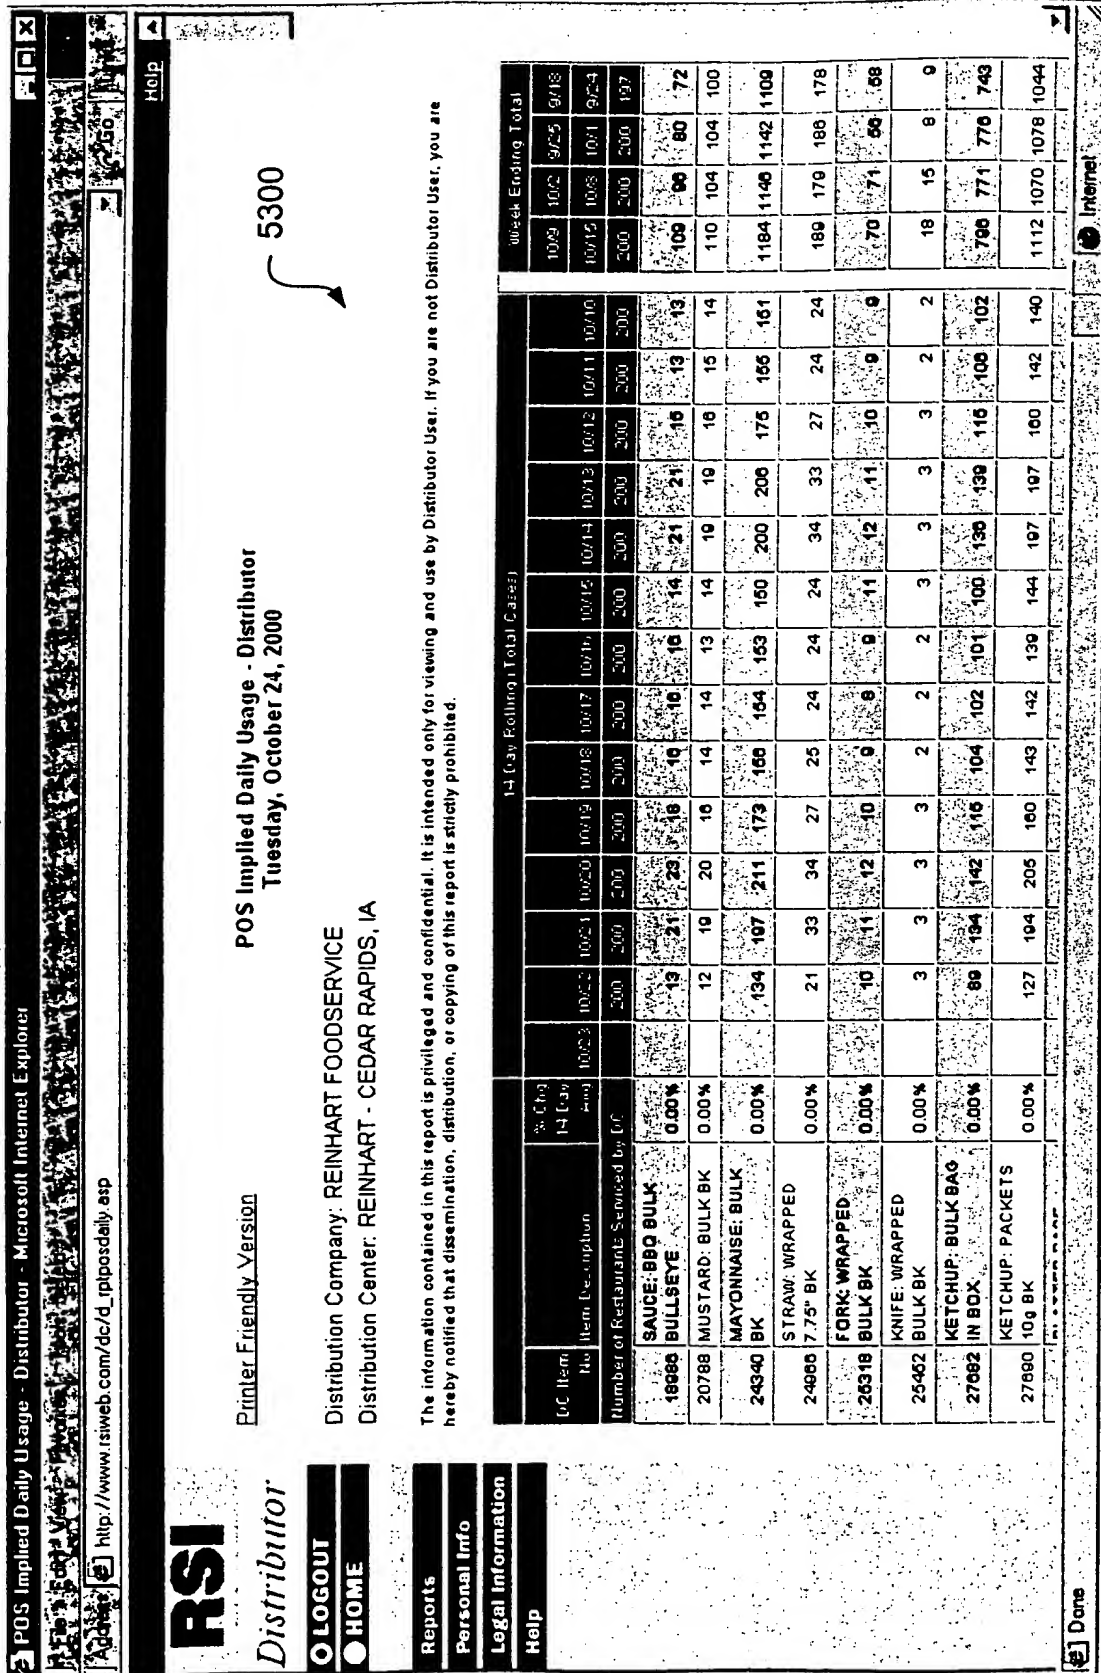 POS Implied Daily Usage - Distributor - Microsoft Internet Explorer
Address http://www.rsiweb.com/dc/d_rptposdaily.asp Go
Help
RSI
Distributor
LOGOUT
HOME
Reports
Personal Info
Legal Information
Help
Printer Friendly Version
POS Implied Daily Usage - Distributor
Tuesday, October 24, 2000
5300
Distribution Company: REINHART FOODSERVICE
Distribution Center: REINHART - CEDAR RAPIDS, IA
The information contained in this report is privileged and confidential. It is intended only for viewing and use by Distributor User. If you are not Distributor User, you are
hereby notified that dissemination, distribution, or copying of this report is strictly prohibited.
14 Day Rolling (Total Cases) Week Ending Total
% Chg 10/9 10/2 9/25 9/18
DC Item 14 Day
No Item Description Avg 10/23 10/22 10/21 10/20 10/19 10/18 10/17 10/16 10/15 10/14 10/13 10/12 10/11 10/10 10/15 10/8 10/1 9/24
Number of Restaurants Serviced by DC 200 200 200 200 200 200 200 200 200 200 200 200 200 200 200 200 197
SAUCE: BBQ BULK
18986 BULLSEYE 0.00% 13 21 23 18 16 16 16 14 21 21 15 13 13 109 96 80 72
20788 MUSTARD: BULK BK 0.00% 12 19 20 16 14 14 13 14 19 19 16 15 14 110 104 104 100
MAYONNAISE: BULK
24340 BK 0.00% 134 197 211 173 156 154 153 150 200 206 175 155 151 1184 1146 1142 1109
STRAW: WRAPPED
24986 7.75" BK 0.00% 21 33 34 27 25 24 24 24 34 33 27 24 24 189 179 186 178
FORK: WRAPPED
25318 BULK BK 0.00% 10 11 12 10 9 8 9 11 12 11 10 9 9 70 71 56 58
KNIFE: WRAPPED
25462 BULK BK 0.00% 3 3 3 3 2 2 2 3 3 3 3 2 2 18 15 8 9
KETCHUP: BULK BAG
27682 IN BOX 0.00% 89 134 142 116 104 102 101 100 136 139 115 106 102 796 771 776 743
KETCHUP: PACKETS
27690 10g BK 0.00% 127 194 205 160 143 142 139 144 197 197 160 142 140 1112 1070 1078 1044
Done Internet